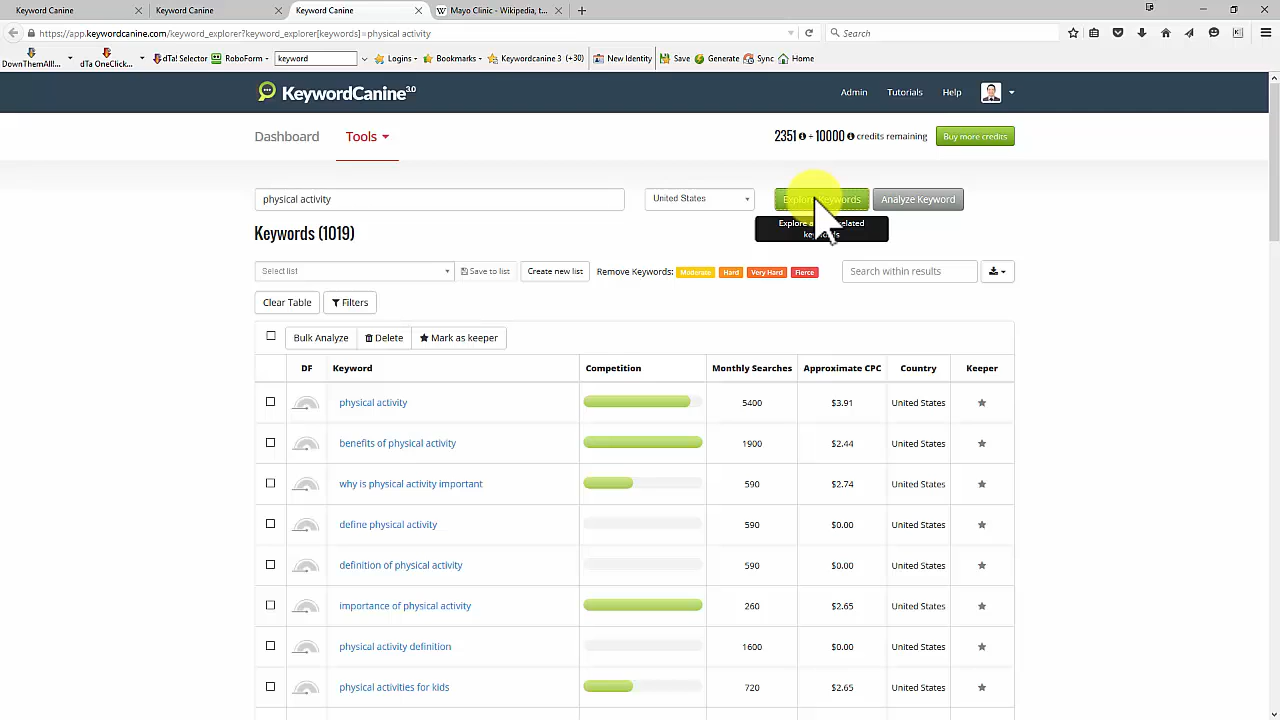 Keyword Canine
Keyword Canine
Keyword Canine
Mayo Clinic - Wikipedia, t...
https://app.keywordcanine.com/keyword_explorer?keyword_explorer[keywords]=physical activity
Search
DownThemAll!...
dTa OneClick...
dTa! Selector
RoboForm
keyword
Logins
Bookmarks
Keywordcanine 3 (+30)
New Identity
Save
Generate
Sync
Home
KeywordCanine 3.0
Admin
Tutorials
Help
Dashboard
Tools
2351 + 10000 credits remaining
Buy more credits
physical activity
United States
Explore Keywords
Analyze Keyword
Keywords (1019)
Select list
Save to list
Create new list
Remove Keywords:
Moderate
Hard
Very Hard
Fierce
Search within results
Clear Table
Filters
Bulk Analyze
Delete
Mark as keeper
DF Keyword Competition Monthly Searches Approximate CPC Country Keeper
physical activity 5400 $3.91 United States
benefits of physical activity 1900 $2.44 United States
why is physical activity important 590 $2.74 United States
define physical activity 590 $0.00 United States
definition of physical activity 590 $0.00 United States
importance of physical activity 260 $2.65 United States
physical activity definition 1600 $0.00 United States
physical activities for kids 720 $2.65 United States